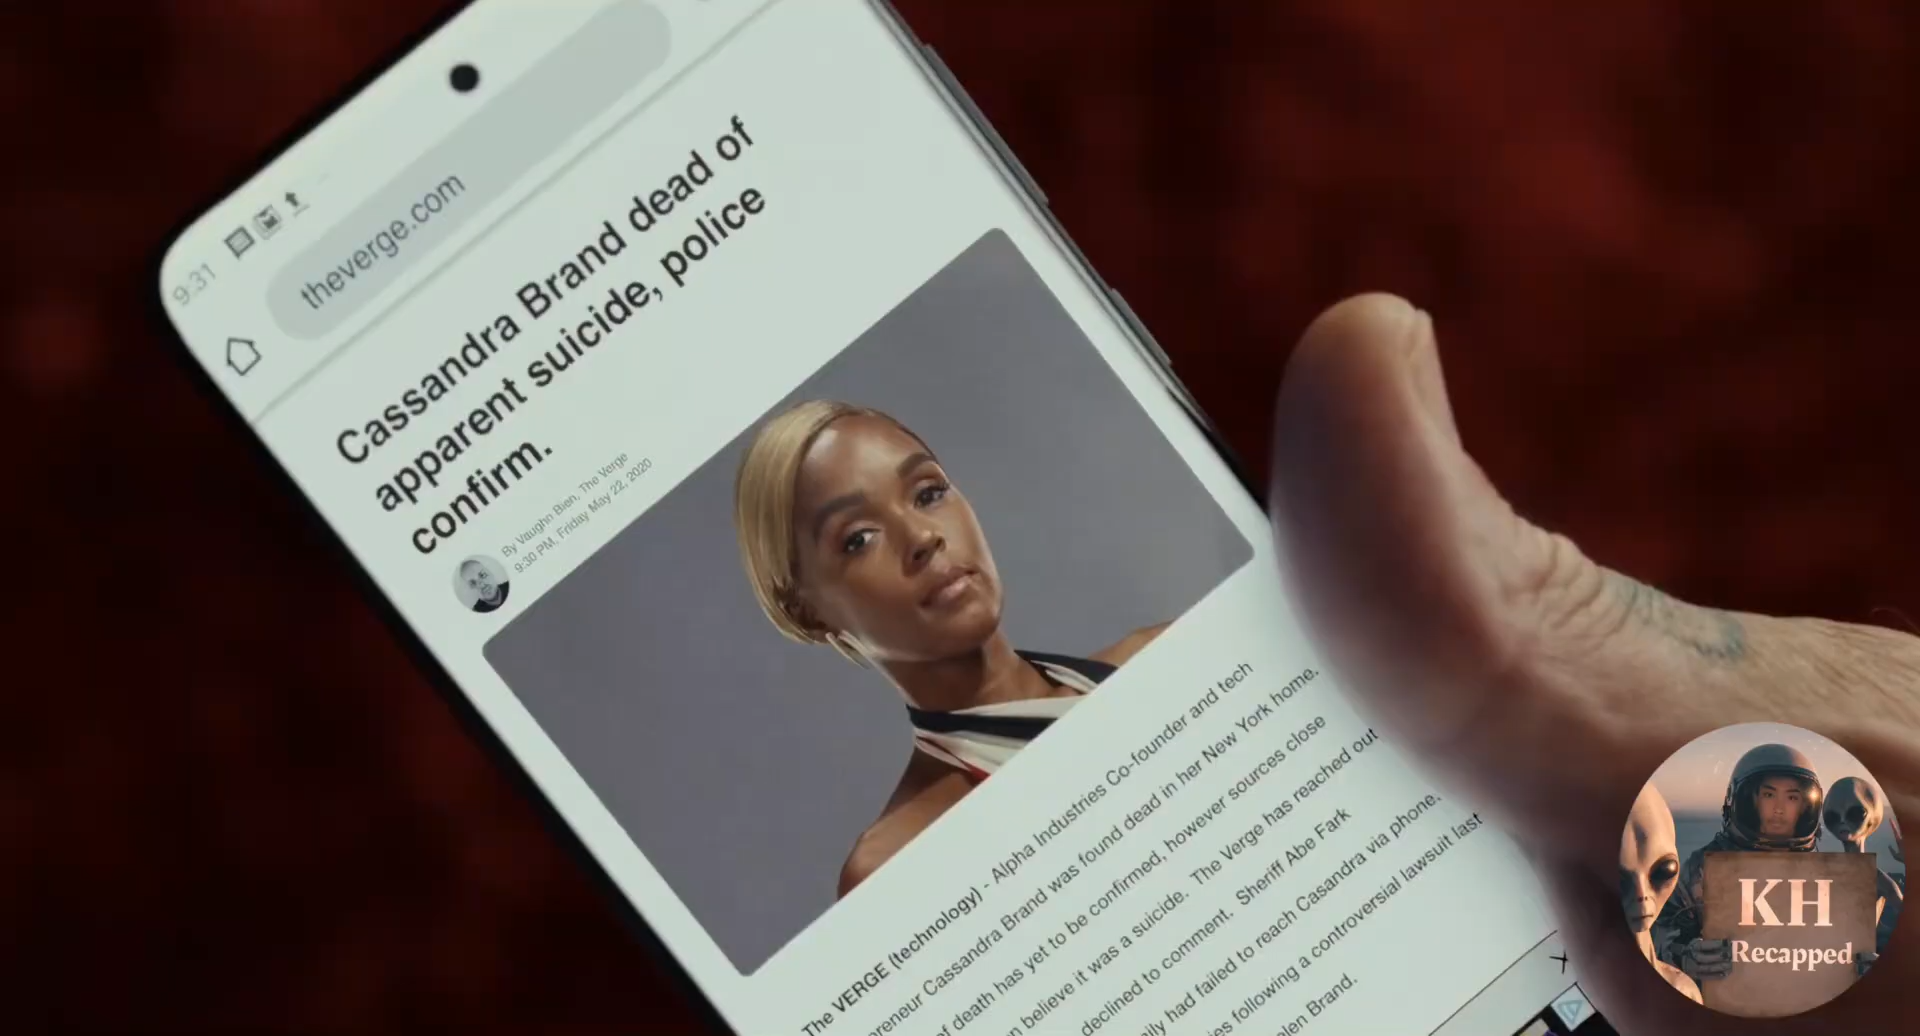 9:31
theverge.com
Cassandra Brand dead of
apparent suicide, police
confirm.
By Vaughn Bien, The Verge
9:30 PM, Friday May 22, 2020
The VERGE (technology) - Alpha Industries Co-founder and tech
preneur Cassandra Brand was found dead in her New York home.
of death has yet to be confirmed, however sources close
believe it was a suicide. The Verge has reached out
declined to comment. Sheriff Abe Fark
had failed to reach Casandra via phone.
following a controversial lawsuit last
Brand.
KH
Recapped